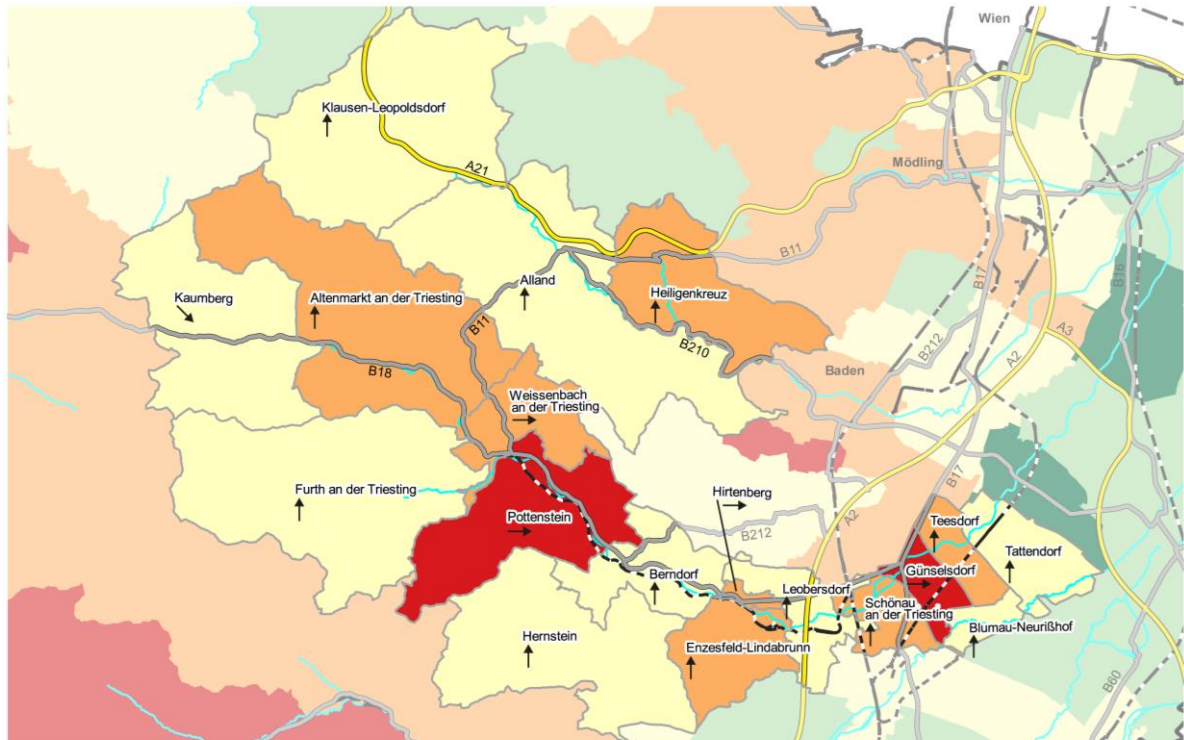 Wien
Klausen-Leopoldsdorf
A21
Mödling
B11
B17
B16
Kaumberg
Altenmarkt an der Triesting
Alland
Heiligenkreuz
B11
B210
B212
A2
A3
B18
Baden
Weissenbach
an der Triesting
B17
Furth an der Triesting
Hirtenberg
A2
Pottenstein
B212
Teesdorf
Tattendorf
Günselsdorf
Berndorf
Leobersdorf
Schönau
an der Triesting
Blumau-Neurißhof
Hernstein
Enzesfeld-Lindabrunn
B60